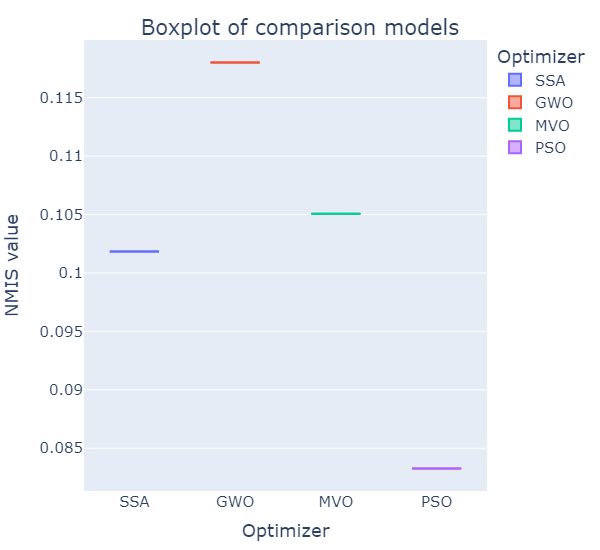 Boxplot of comparison models
Optimizer
SSA
GWO
MVO
PSO
NMIS value
0.115
0.11
0.105
0.1
0.095
0.09
0.085
SSA
GWO
MVO
PSO
Optimizer